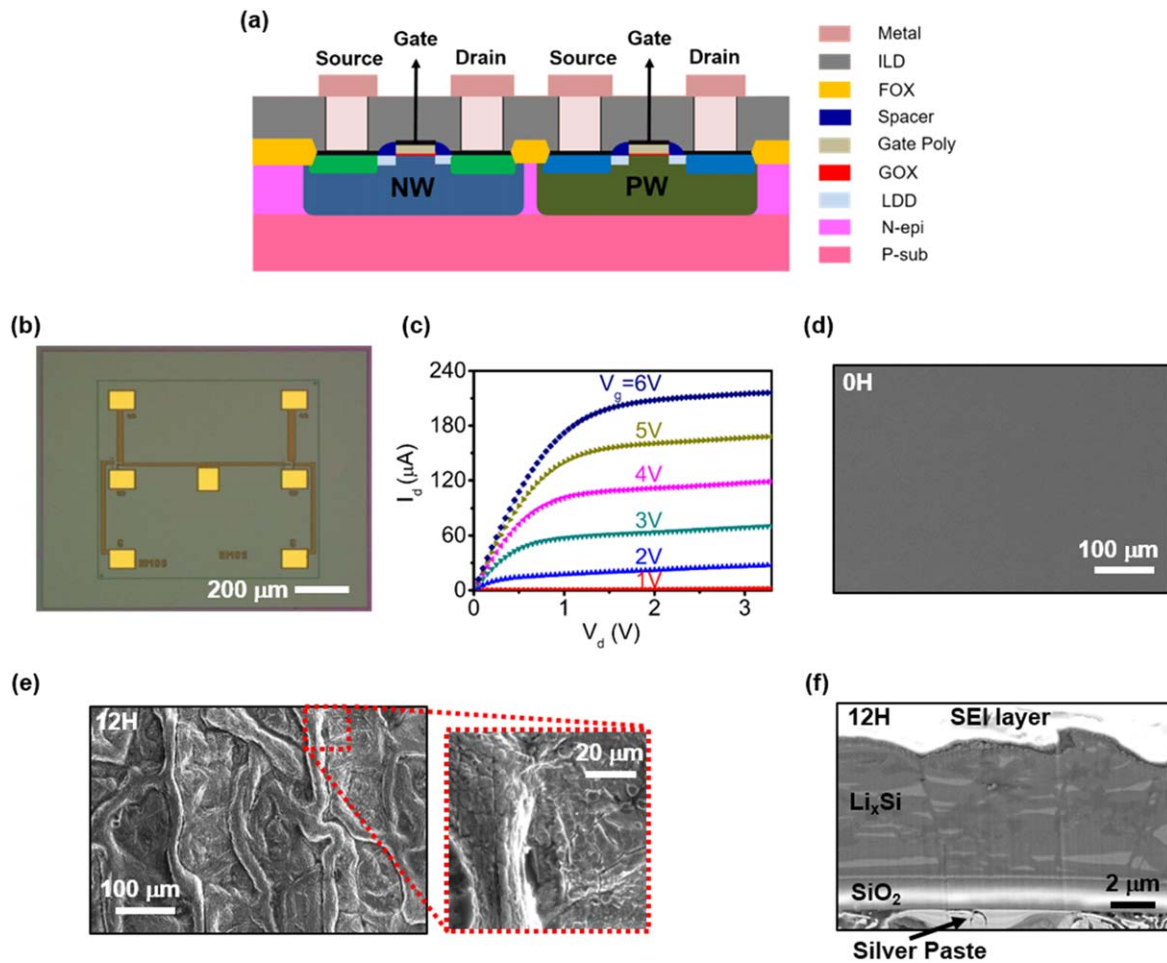 (a)
Gate
Gate
Source
Drain
Source
Drain
NW
PW
Metal
ILD
FOX
Spacer
Gate Poly
GOX
LDD
N-epi
P-sub
(b)
200 μm
(c)
I_d (μA)
240
180
120
60
0
V_g=6V
5V
4V
3V
2V
1V
0 1 2 3
V_d (V)
(d)
0H
100 μm
(e)
12H
100 μm
20 μm
(f)
12H
SEI layer
Li_xSi
SiO_2
2 μm
Silver Paste